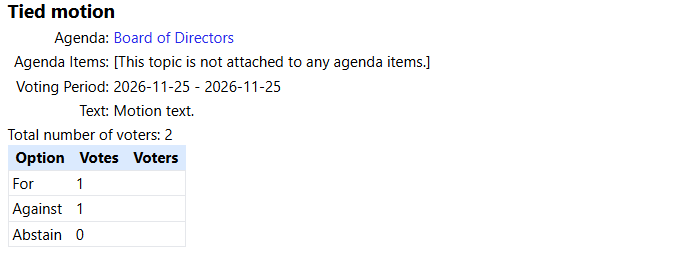 Tied motion
Agenda: Board of Directors
Agenda Items: [This topic is not attached to any agenda items.]
Voting Period: 2026-11-25 - 2026-11-25
Text: Motion text.
Total number of voters: 2
Option Votes Voters
For 1
Against 1
Abstain 0